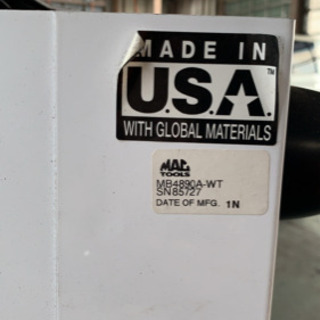 MADE IN
U.S.A.™
WITH GLOBAL MATERIALS
MAC
TOOLS
MB4890A-WT
SN85727
DATE OF MFG. 1N